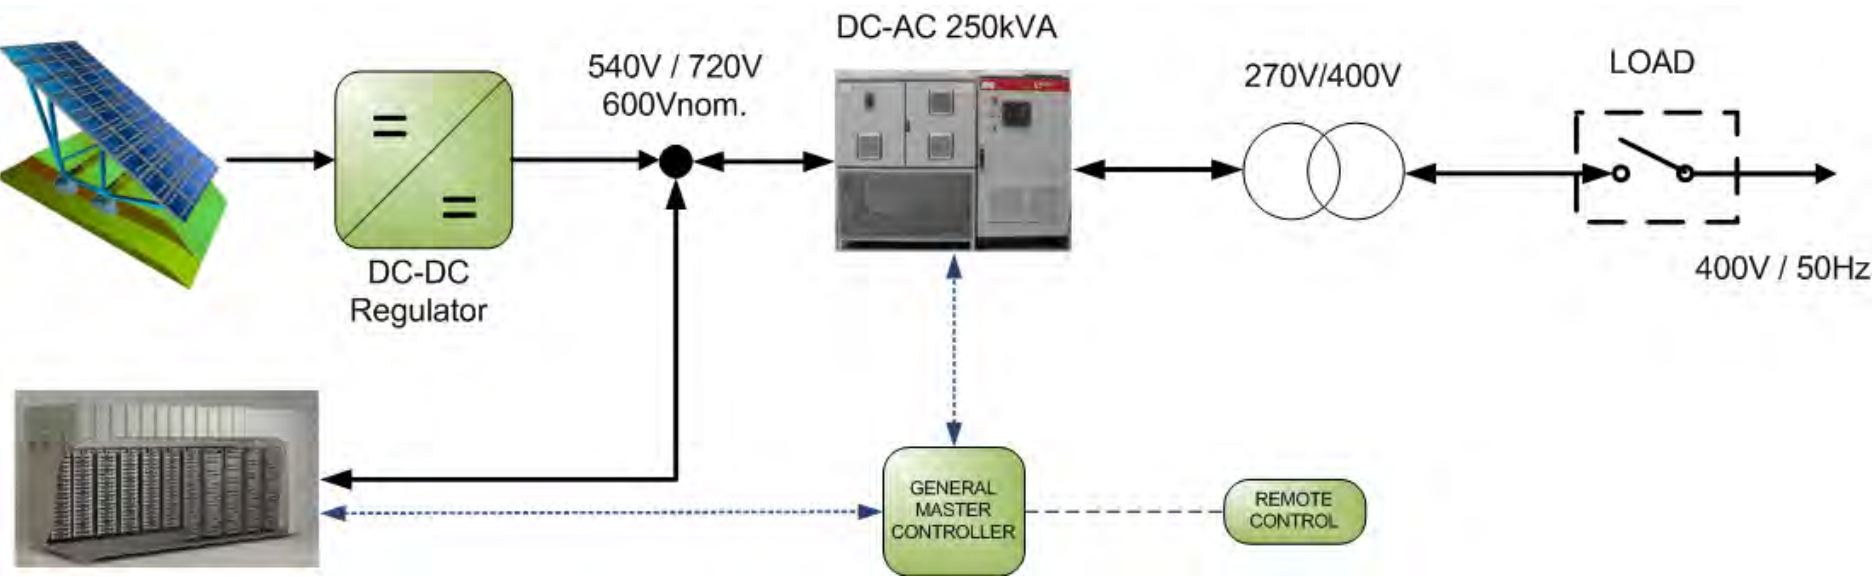 DC-AC 250kVA
540V / 720V
600Vnom.
270V/400V
LOAD
DC-DC
Regulator
400V / 50Hz
GENERAL
MASTER
CONTROLLER
REMOTE
CONTROL